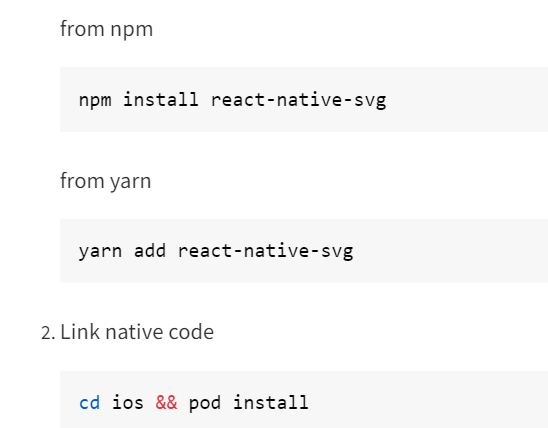 from npm
npm install react-native-svg
from yarn
yarn add react-native-svg
2. Link native code
cd ios && pod install